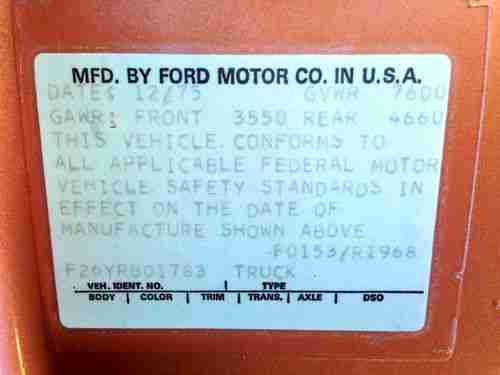 MFD. BY FORD MOTOR CO. IN U.S.A.
DATE: 12/75 GVWR 7600
GAWR: FRONT 3550 REAR 4660
THIS VEHICLE CONFORMS TO
ALL APPLICABLE FEDERAL MOTOR
VEHICLE SAFETY STANDARDS IN
EFFECT ON THE DATE OF
MANUFACTURE SHOWN ABOVE
F0153/R1968
F26YRB01783 TRUCK
VEH. IDENT. NO. TYPE
BODY COLOR TRIM TRANS. AXLE DSO